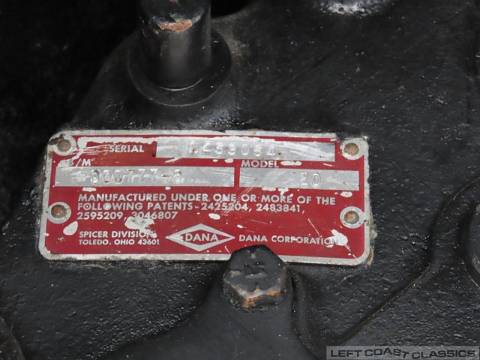 SERIAL
B/M
MODEL
MANUFACTURED UNDER ONE OR MORE OF THE
FOLLOWING PATENTS-2425204, 2483841,
2595209, 3046807
SPICER DIVISION
TOLEDO, OHIO 43601
DANA
DANA CORPORATION
LEFT COAST CLASSICS